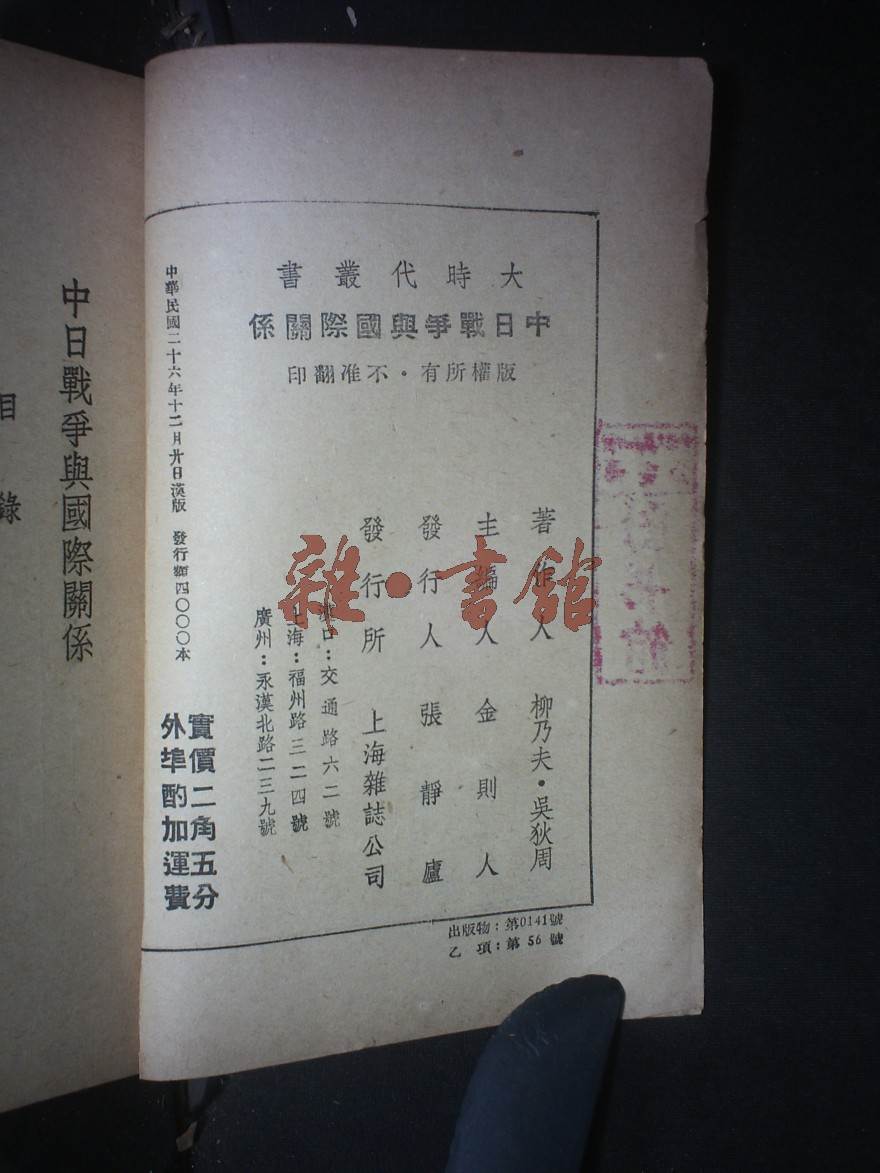 大時代叢書
中日戰爭與國際關係
版權所有·不准翻印
著作人 柳乃夫·吳狄周
主編人 金則人
發行人 張靜廬
發行所 上海雜誌公司
漢口：交通路六二號
上海：福州路三二四號
廣州：永漢北路二三九號
實價二角五分
外埠酌加運費
中華民國二十六年十二月廿日漢版 發行額四〇〇〇本
出版物：第0141號
乙項：第56號
中日戰爭與國際關係
目錄
雜·書館